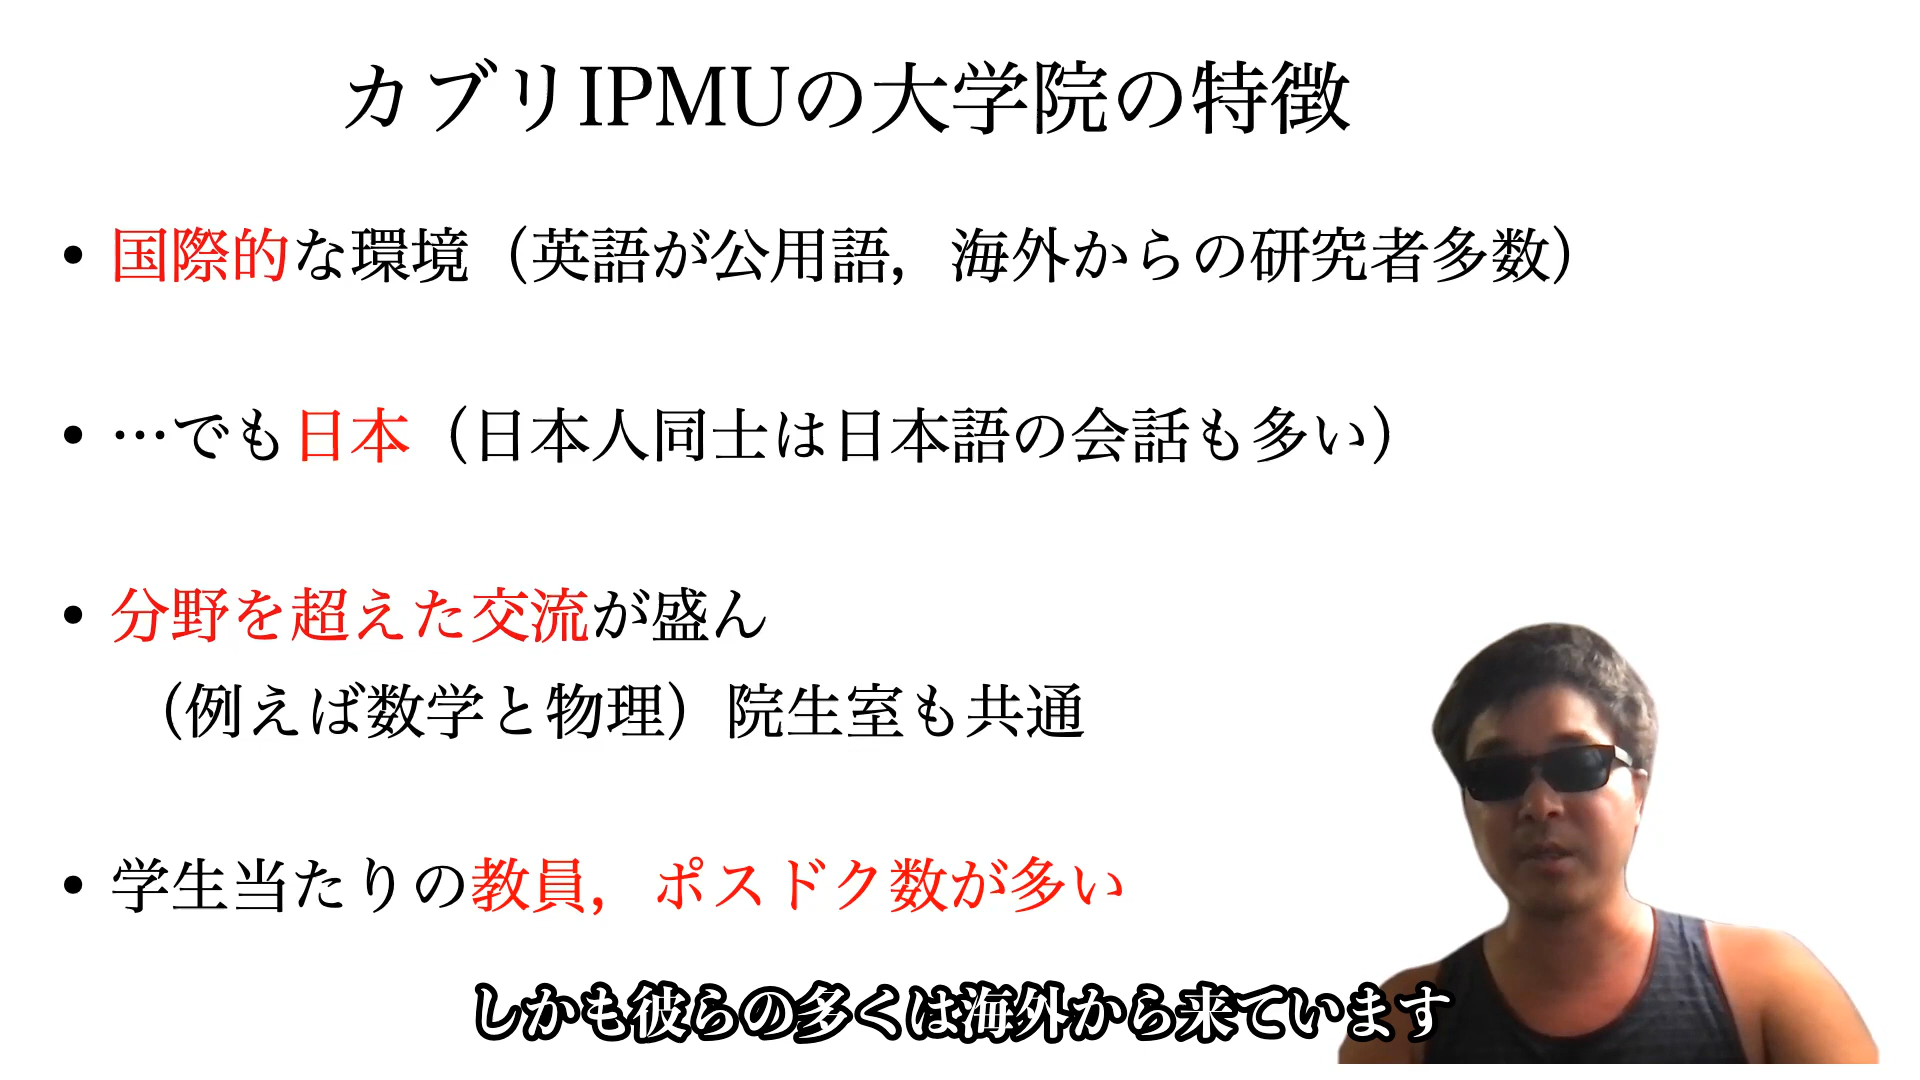 カブリIPMUの大学院の特徴
• 国際的な環境（英語が公用語，海外からの研究者多数）
• …でも日本（日本人同士は日本語の会話も多い）
• 分野を超えた交流が盛ん
（例えば数学と物理）院生室も共通
• 学生当たりの教員，ポスドク数が多い
しかも彼らの多くは海外から来ています